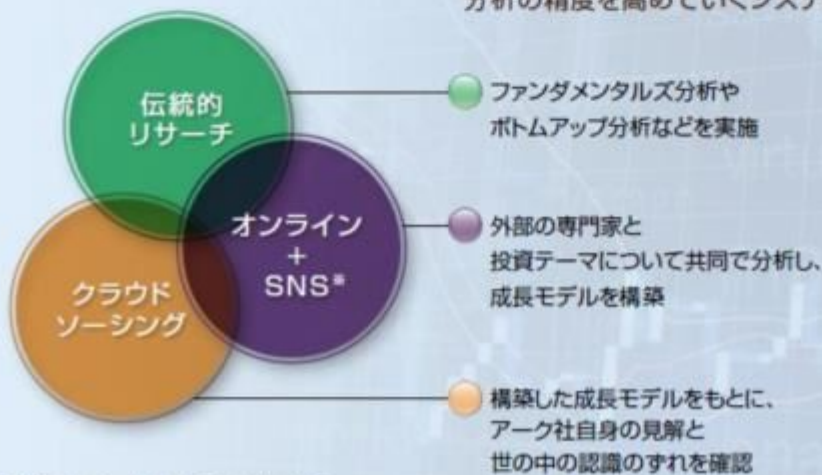 分析の精度を高めていくシステ
伝統的
リサーチ
ファンダメンタルズ分析や
ボトムアップ分析などを実施
オンライン
+
SNS※
外部の専門家と
投資テーマについて共同で分析し、
成長モデルを構築
クラウド
ソーシング
構築した成長モデルをもとに、
アーク社自身の見解と
世の中の認識のずれを確認